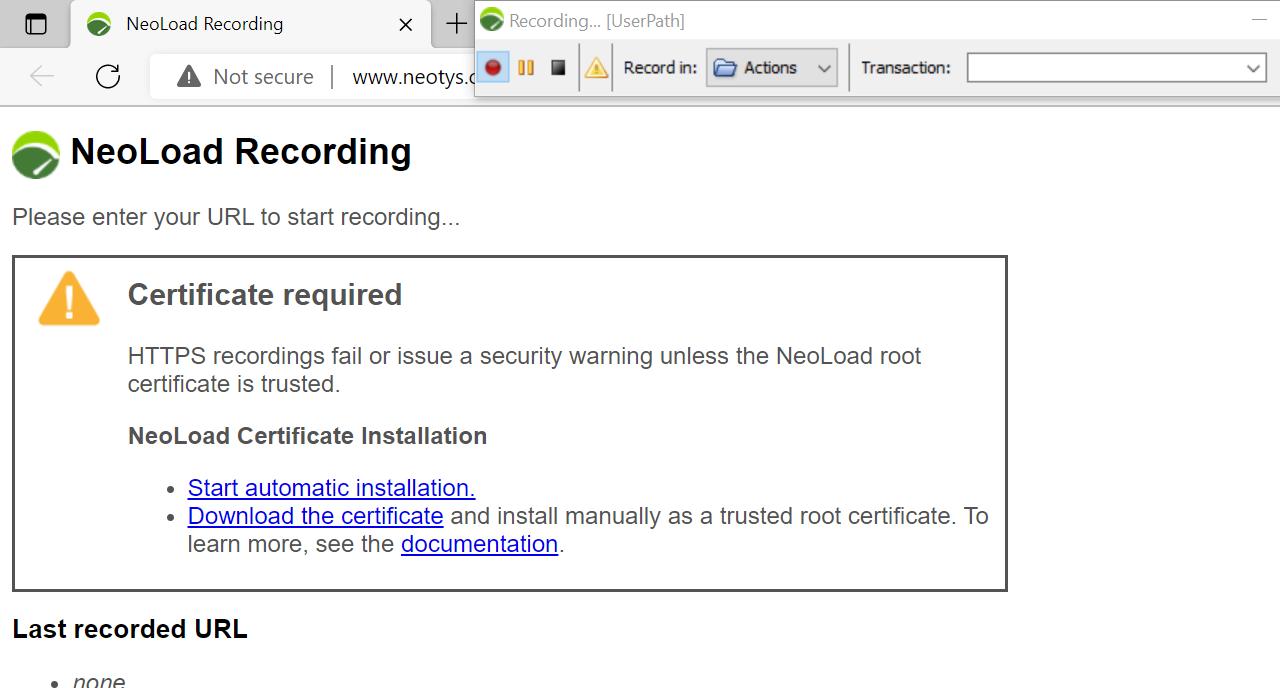 NeoLoad Recording
Recording... [UserPath]
Not secure
www.neotys.c
Record in:
Actions
Transaction:
NeoLoad Recording
Please enter your URL to start recording...
Certificate required
HTTPS recordings fail or issue a security warning unless the NeoLoad root
certificate is trusted.
NeoLoad Certificate Installation
Start automatic installation.
Download the certificate and install manually as a trusted root certificate. To
learn more, see the documentation.
Last recorded URL
none